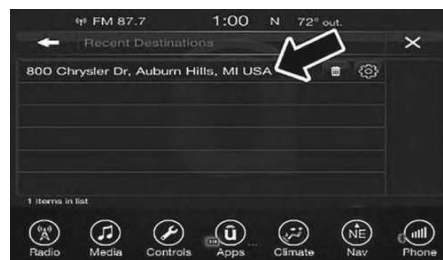 FM 87.7 1:00 N 72° out.
Recent Destinations
800 Chrysler Dr, Auburn Hills, MI USA
1 items in list
Radio Media Controls Apps Climate Nav Phone